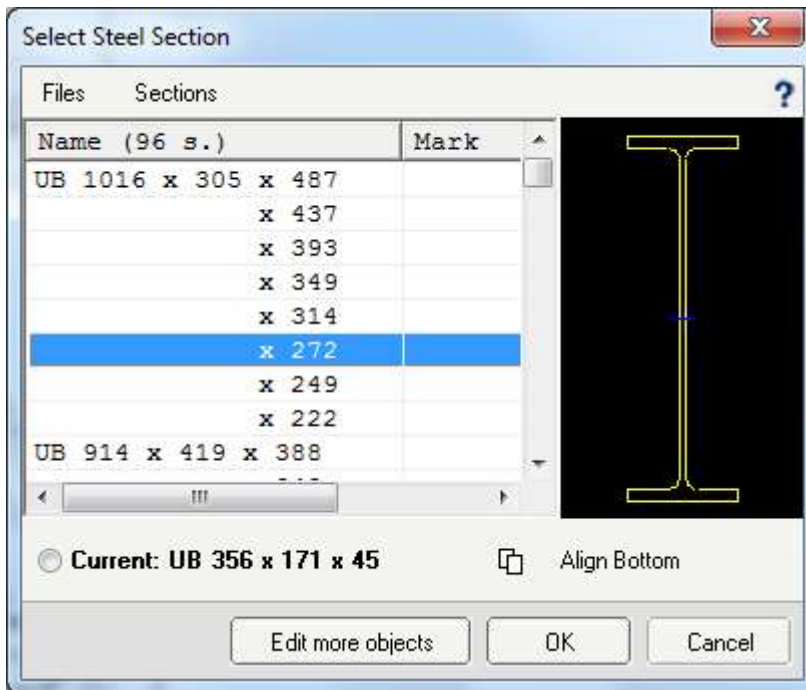 Select Steel Section
Files Sections ?
Name (96 s.) Mark
UB 1016 x 305 x 487
x 437
x 393
x 349
x 314
x 272
x 249
x 222
UB 914 x 419 x 388
Current: UB 356 x 171 x 45 Align Bottom
Edit more objects OK Cancel